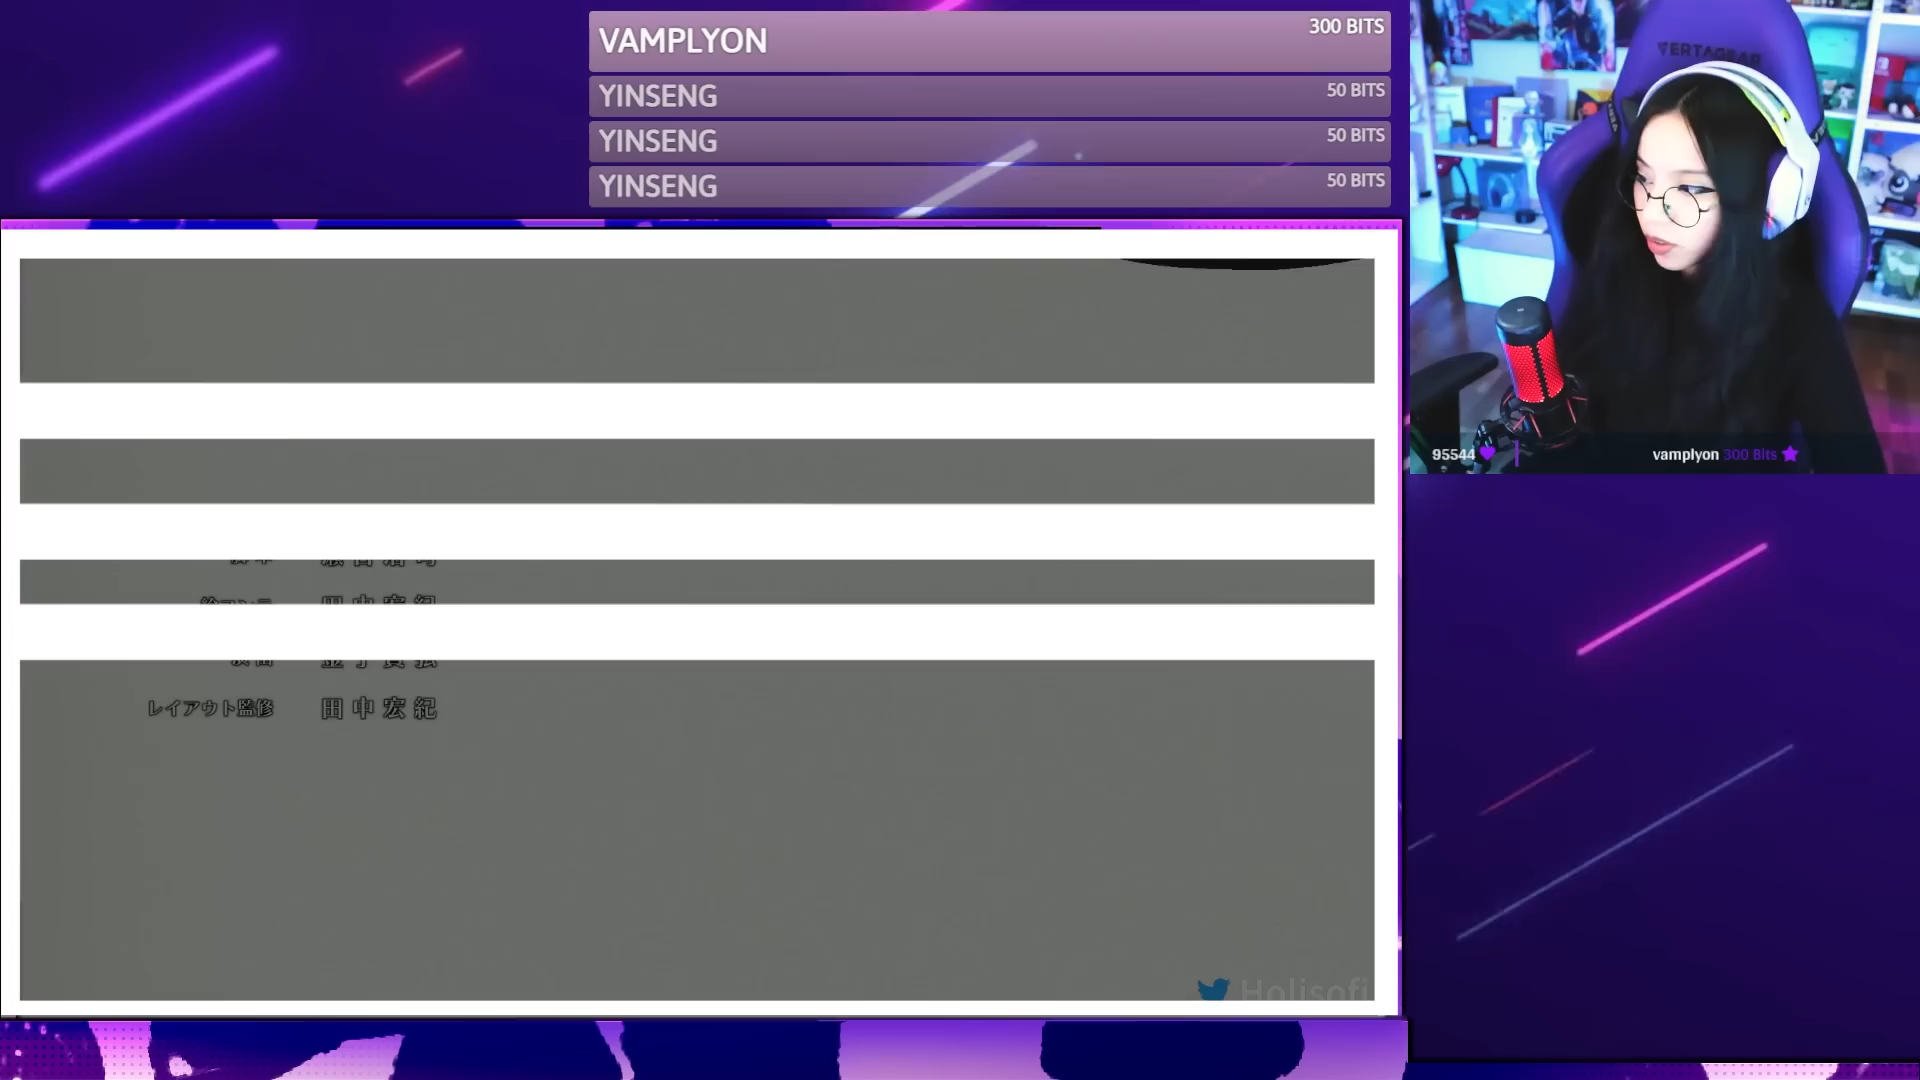 VAMPLYON 300 BITS
YINSENG 50 BITS
YINSENG 50 BITS
YINSENG 50 BITS
VERTAGEAR
95544 vamplyon 300 Bits
レイアウト監修 田中宏紀
Holisofi